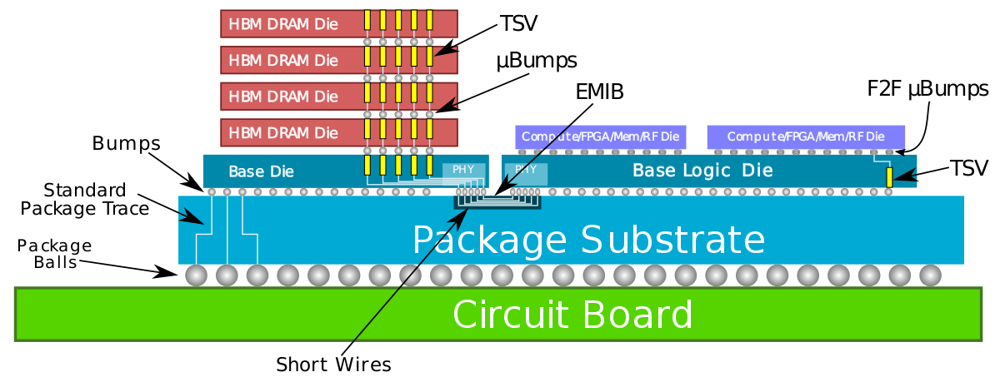 HBM DRAM Die
TSV
HBM DRAM Die
µBumps
HBM DRAM Die
EMIB
F2F µBumps
HBM DRAM Die
Compute/FPGA/Mem/RF Die
Compute/FPGA/Mem/RF Die
Bumps
Base Die
PHY
PHY
Base Logic Die
TSV
Standard
Package Trace
Package Substrate
Package
Balls
Circuit Board
Short Wires